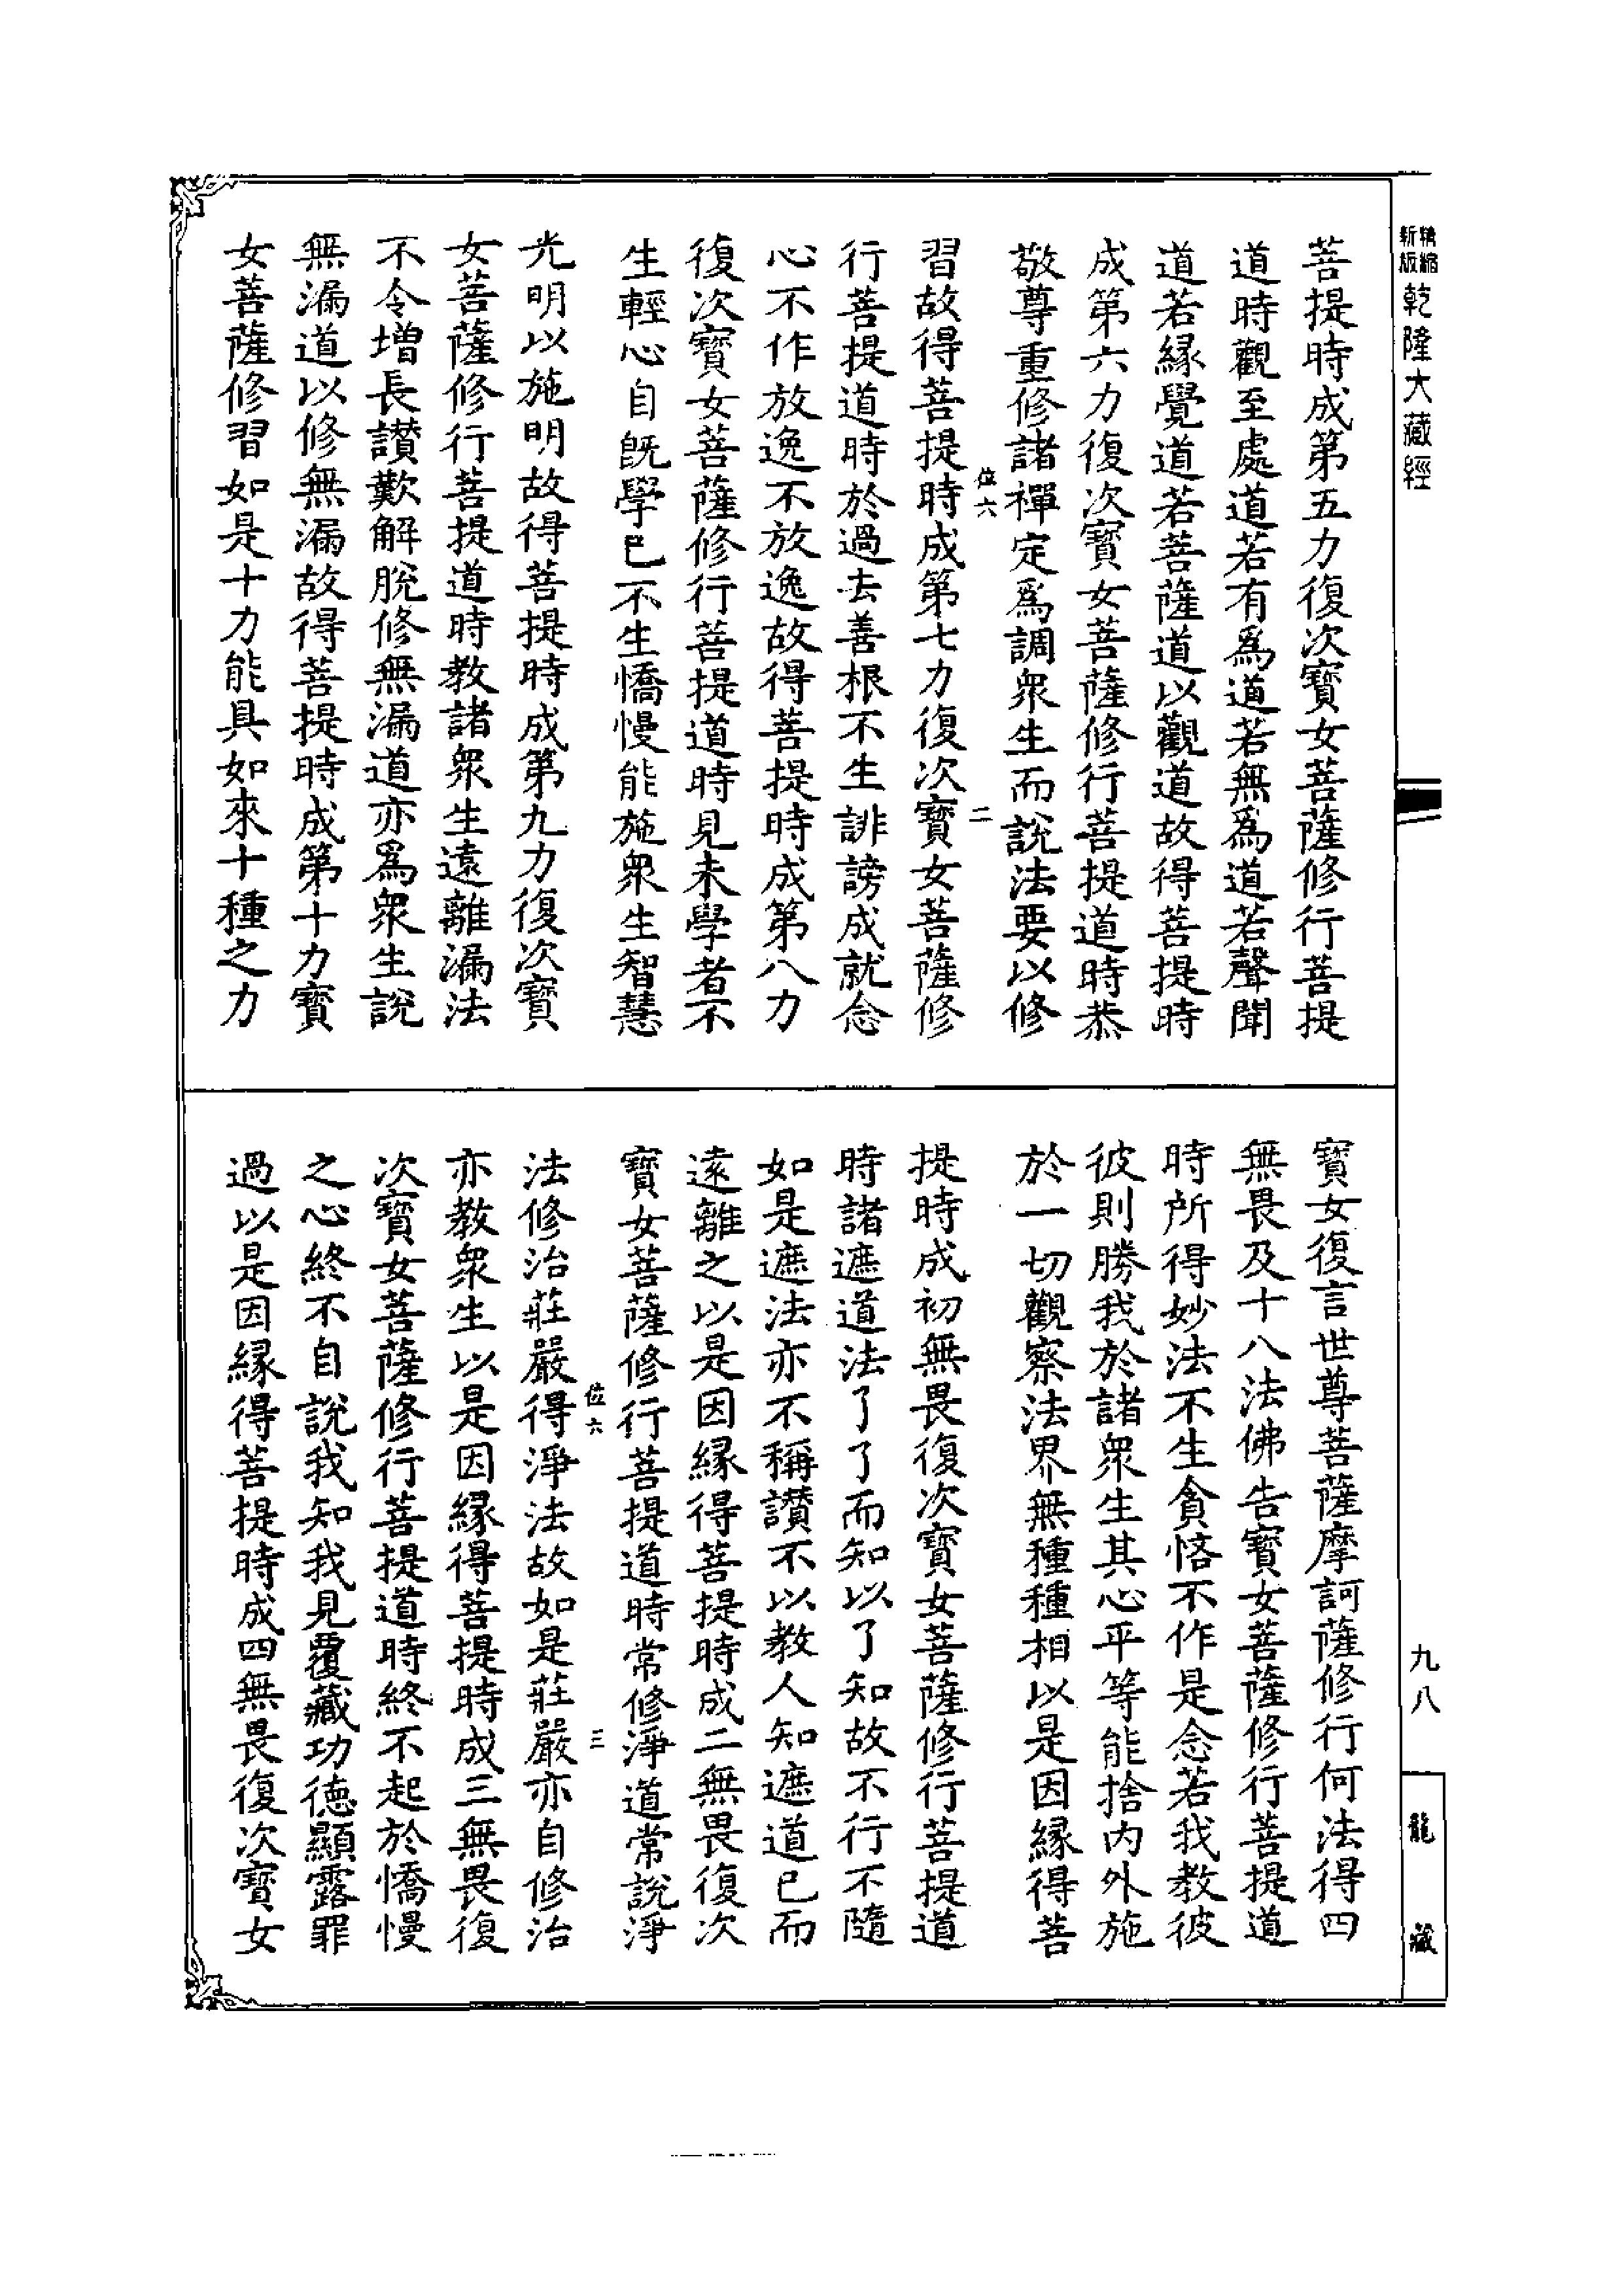 精縮新版 乾隆大藏經
菩提時成第五力復次寶女菩薩修行菩提
道時觀至處道若有為道若無為道若聲聞
道若緣覺道若菩薩道以觀道故得菩提時
成第六力復次寶女菩薩修行菩提道時恭
敬尊重修諸禪定爲調眾生而說法要以修
位六 二
習故得菩提時成第七力復次寶女菩薩修
行菩提道時於過去善根不生誹謗成就念
心不作放逸不放逸故得菩提時成第八力
復次寶女菩薩修行菩提道時見未學者不
生輕心自旣學已不生憍慢能施眾生智慧
光明以施明故得菩提時成第九力復次寶
女菩薩修行菩提道時教諸眾生遠離漏法
不令增長讃歎解脫修無漏道亦爲眾生說
無漏道以修無漏故得菩提時成第十力寶
女菩薩修習如是十力能具如來十種之力
寶女復言世尊菩薩摩訶薩修行何法得四
無畏及十八法佛告寶女菩薩修行菩提道
時所得妙法不生貪悋不作是念若我教彼
彼則勝我於諸眾生其心平等能捨內外施
於一切觀察法界無種種相以是因緣得菩
提時成初無畏復次寶女菩薩修行菩提道
時諸遮道法了了而知以了知故不行不隨
如是遮法亦不稱讃不以教人知遮道已而
遠離之以是因緣得菩提時成二無畏復次
寶女菩薩修行菩提道時常修淨道常說淨
位六 三
法修治莊嚴得淨法故如是莊嚴亦自修治
亦教眾生以是因緣得菩提時成三無畏復
次寶女菩薩修行菩提道時終不起於憍慢
之心終不自說我知我見覆藏功德顯露罪
過以是因緣得菩提時成四無畏復次寶女
九八
龍藏